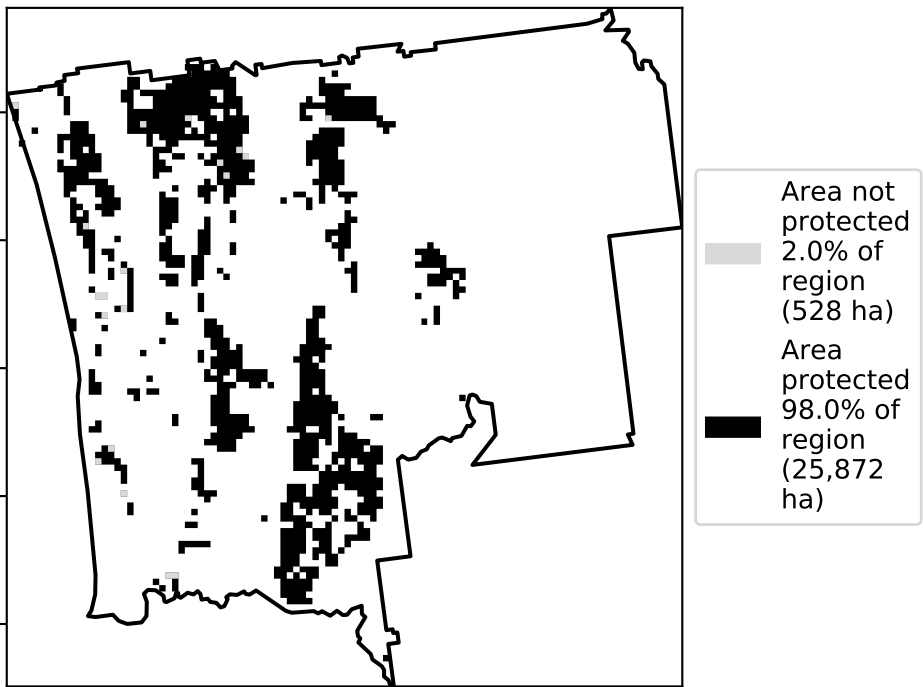 Area not
protected
2.0% of
region
(528 ha)
Area
protected
98.0% of
region
(25,872
ha)